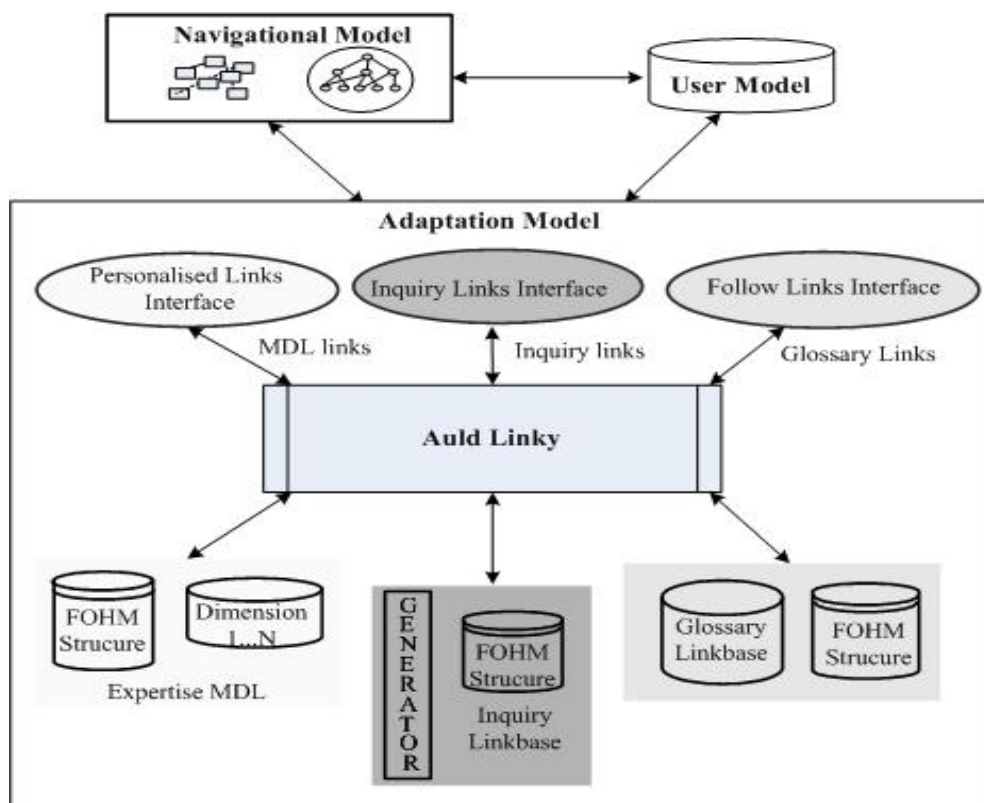 Navigational Model
User Model
Adaptation Model
Personalised Links
Interface
Inquiry Links Interface
Follow Links Interface
MDL links
Inquiry links
Glossary Links
Auld Linky
FOHM
Strucure
Dimension
1...N
Expertise MDL
GENERATOR
FOHM
Strucure
Inquiry
Linkbase
Glossary
Linkbase
FOHM
Strucure